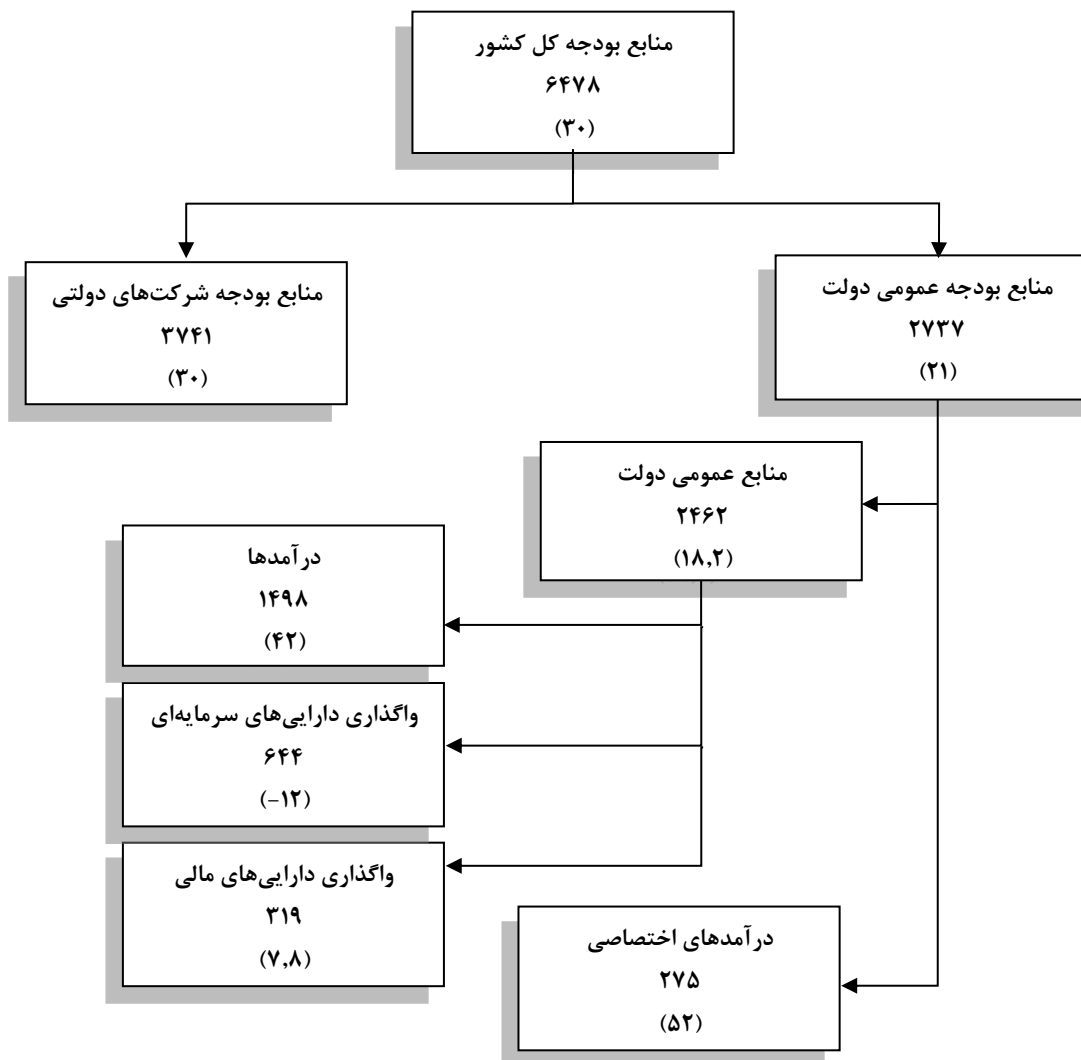 منابع بودجه کل کشور
۶۴۷۸
(۳۰)
منابع بودجه عمومی دولت
۲۷۳۷
(۲۱)
منابع بودجه شرکت‌های دولتی
۳۷۴۱
(۳۰)
منابع عمومی دولت
۲۴۶۲
(۱۸,۲)
درآمدها
۱۴۹۸
(۴۲)
واگذاری دارایی‌های سرمایه‌ای
۶۴۴
(-۱۲)
واگذاری دارایی‌های مالی
۳۱۹
(۷,۸)
درآمدهای اختصاصی
۲۷۵
(۵۲)